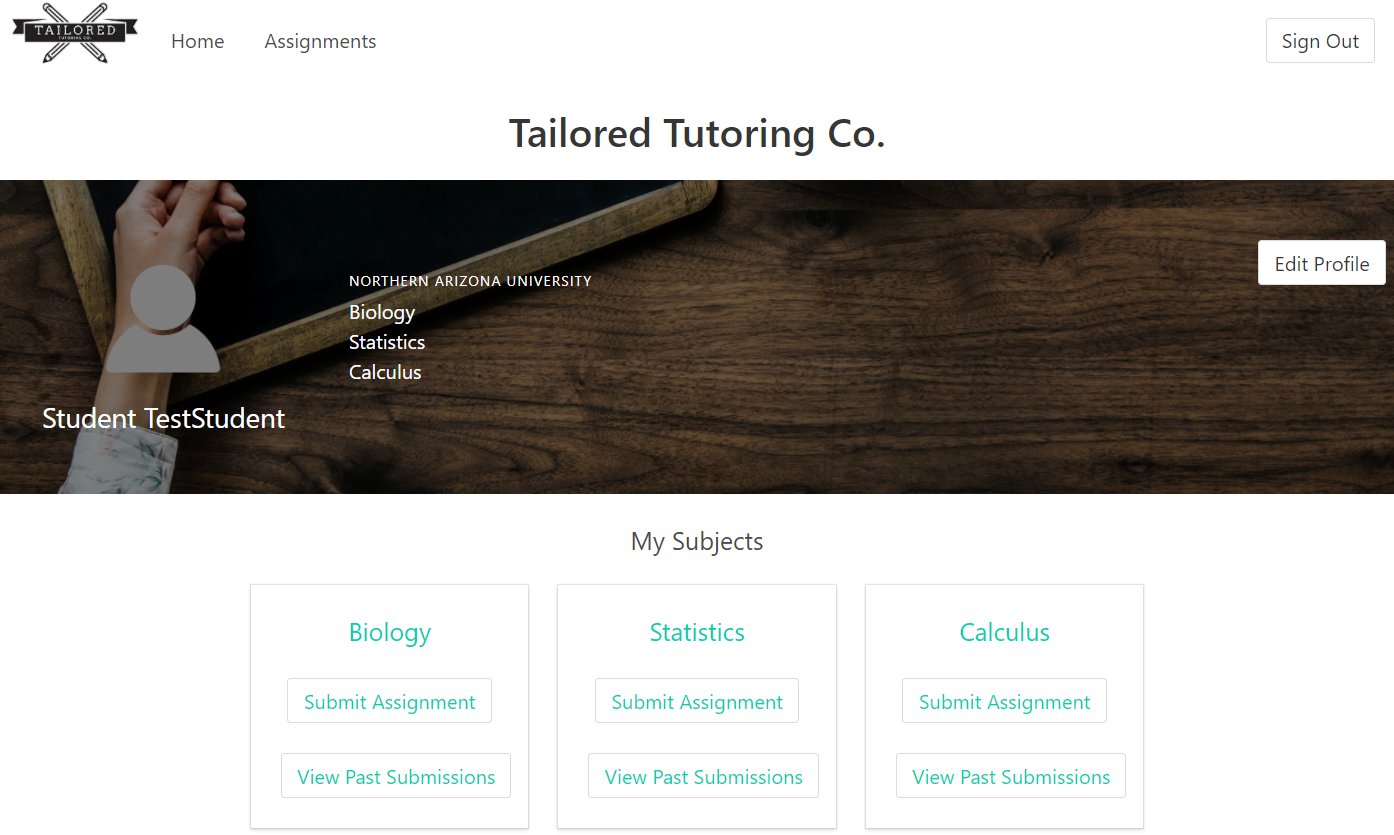 TAILORED
TUTORING CO.
Home
Assignments
Sign Out
Tailored Tutoring Co.
Edit Profile
NORTHERN ARIZONA UNIVERSITY
Biology
Statistics
Calculus
Student TestStudent
My Subjects
Biology
Submit Assignment
View Past Submissions
Statistics
Submit Assignment
View Past Submissions
Calculus
Submit Assignment
View Past Submissions